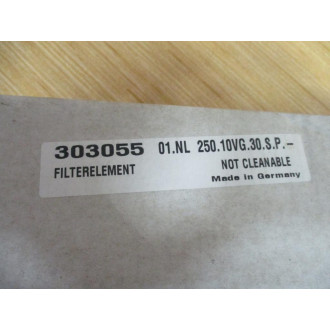 303055 01.NL 250.10VG.30.S.P.-
FILTERELEMENT NOT CLEANABLE
Made in Germany